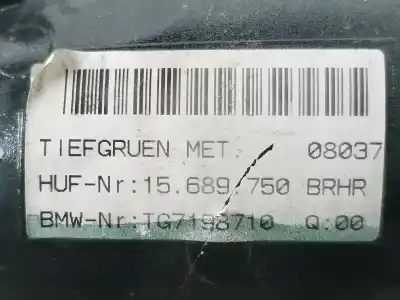 TIEFGRUEN MET. 08037
HUF-Nr:15.689 750 BRHR
BMW-Nr:TG7198710 Q:00